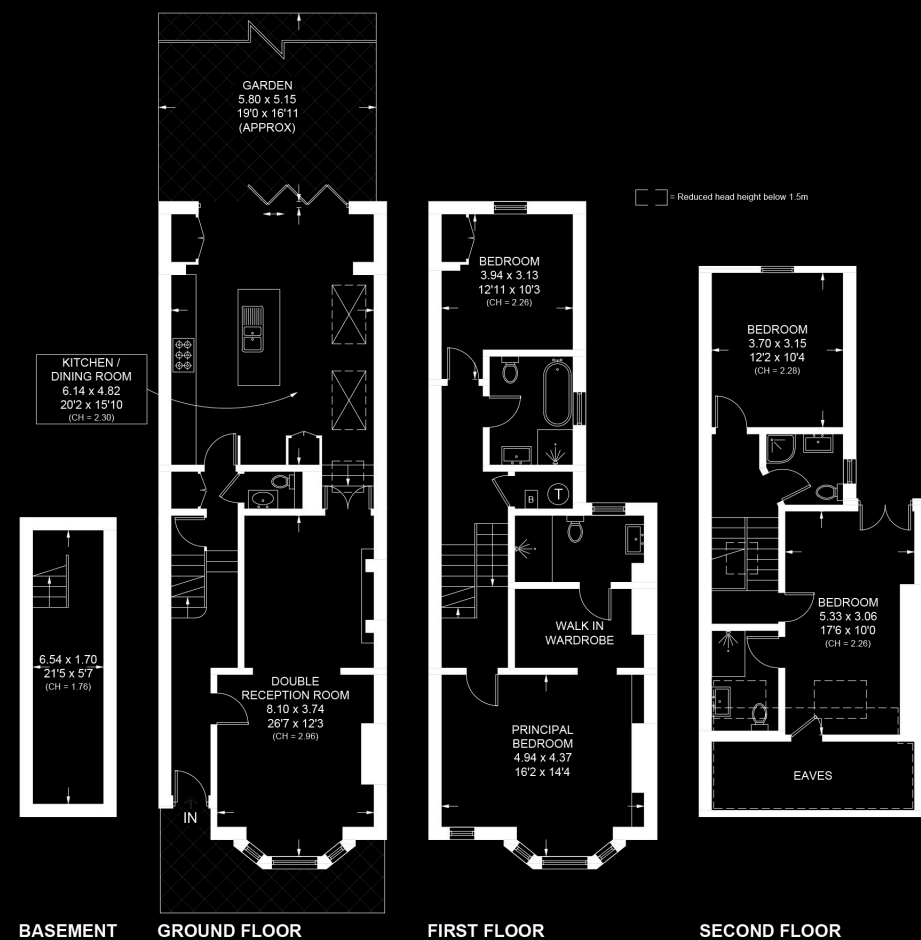 GARDEN
5.80 x 5.15
19'0 x 16'11
(APPROX)
= Reduced head height below 1.5m
KITCHEN /
DINING ROOM
6.14 x 4.82
20'2 x 15'10
(CH = 2.30)
BEDROOM
3.94 x 3.13
12'11 x 10'3
(CH = 2.26)
BEDROOM
3.70 x 3.15
12'2 x 10'4
(CH = 2.28)
B
T
6.54 x 1.70
21'5 x 5'7
(CH = 1.76)
DOUBLE
RECEPTION ROOM
8.10 x 3.74
26'7 x 12'3
(CH = 2.96)
IN
WALK IN
WARDROBE
PRINCIPAL
BEDROOM
4.94 x 4.37
16'2 x 14'4
BEDROOM
5.33 x 3.06
17'6 x 10'0
(CH = 2.26)
EAVES
BASEMENT
GROUND FLOOR
FIRST FLOOR
SECOND FLOOR